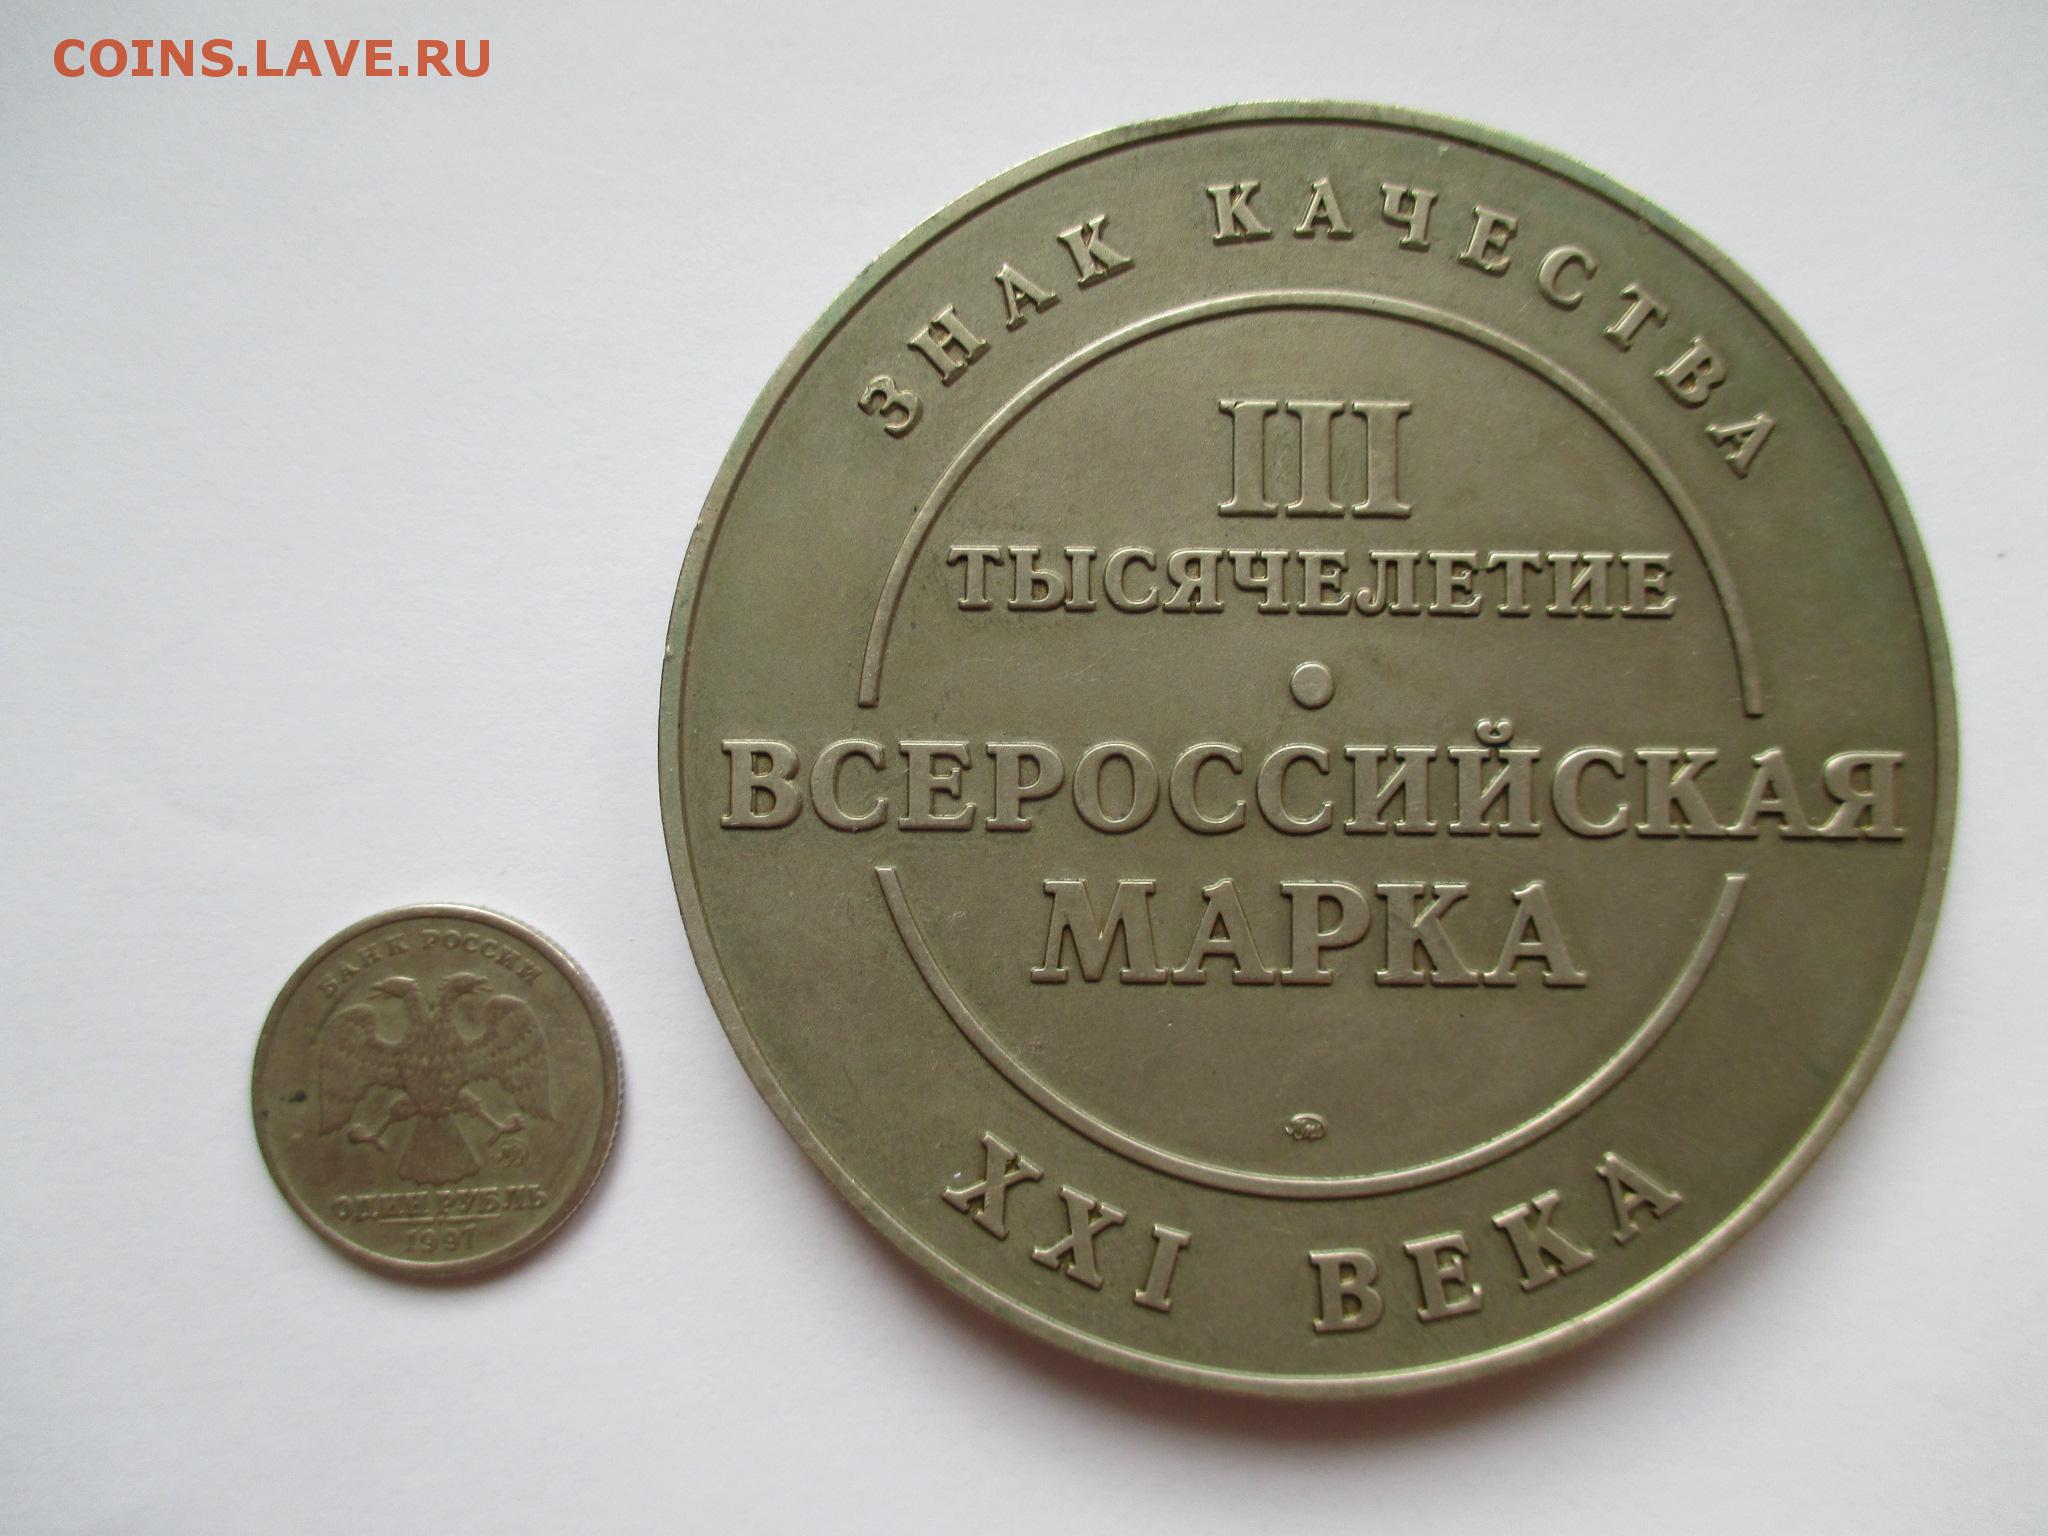 COINS.LAVE.RU
ЗНАК КАЧЕСТВА
III
ТЫСЯЧЕЛЕТИЕ
ВСЕРОССИЙСКАЯ
МАРКА
XXI ВЕКА
БАНК РОССИИ
ОДИН РУБЛЬ
1997